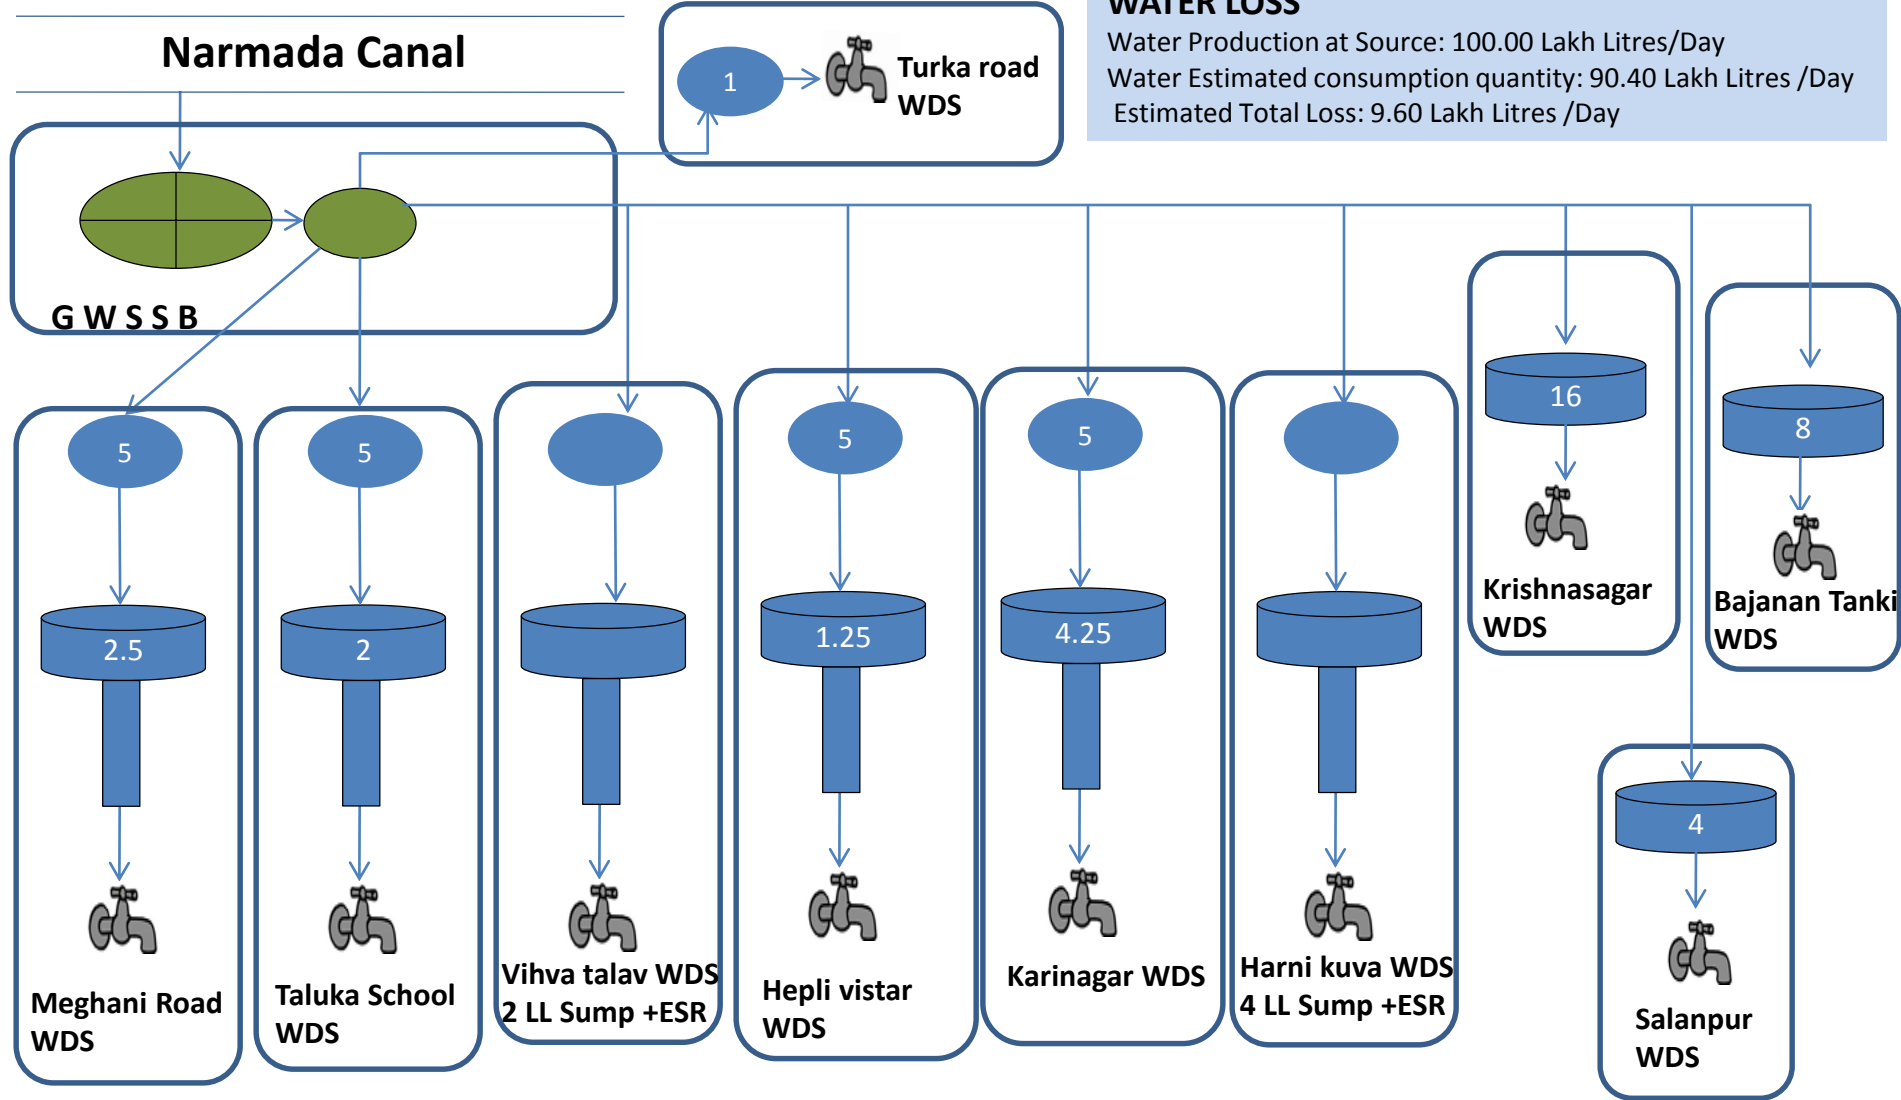 Narmada Canal
1
Turka road
WDS
WATER LOSS
Water Production at Source: 100.00 Lakh Litres/Day
Water Estimated consumption quantity: 90.40 Lakh Litres /Day
Estimated Total Loss: 9.60 Lakh Litres /Day
G W S S B
5
2.5
Meghani Road
WDS
5
2
Taluka School
WDS
Vihva talav WDS
2 LL Sump +ESR
5
1.25
Hepli vistar
WDS
5
4.25
Karinagar WDS
Harni kuva WDS
4 LL Sump +ESR
16
Krishnasagar
WDS
8
Bajanan Tanki
WDS
4
Salanpur
WDS